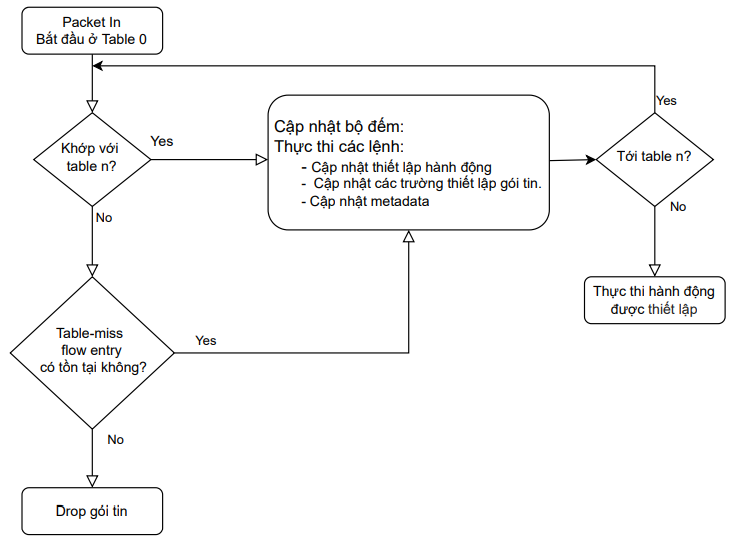 Packet In
Bắt đầu ở Table 0
Yes
Khớp với
table n?
Yes
Cập nhật bộ đếm:
Thực thi các lệnh:
- Cập nhật thiết lập hành động
- Cập nhật các trường thiết lập gói tin.
- Cập nhật metadata
Tới table n?
No
No
Thực thi hành động
được thiết lập
Table-miss
flow entry
có tồn tại không?
Yes
No
Drop gói tin